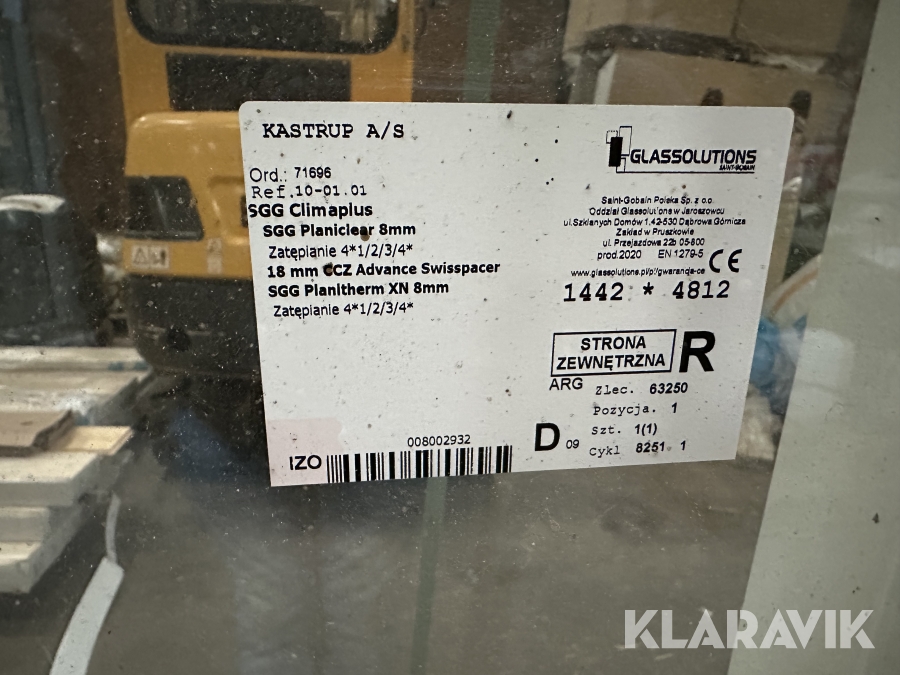 KASTRUP A/S
GLASSOLUTIONS
SAINT-GOBAIN
Ord.: 71696
Ref.10-01.01
SGG Climaplus
SGG Planiclear 8mm
Zatępianie 4*1/2/3/4*
18 mm CCZ Advance Swisspacer
SGG Planitherm XN 8mm
Zatępianie 4*1/2/3/4*
Saint-Gobain Polska Sp. z o.o.
Oddział Glassolutions w Jaroszowcu
ul.Szklanych Domów 1,42-530 Dąbrowa Górnicza
Zakład w Pruszkowie
ul. Przejazdowa 22b 05-800
prod.2020 EN 1279-5
CE
www.glassolutions.pl/pl/gwarancja-ce
1442 * 4812
STRONA
ZEWNĘTRZNA
R
ARG
Zlec. 63250
Pozycja. 1
Szt. 1(1)
Cykl 8251. 1
D 09
008002932
IZO
KLARAVIK